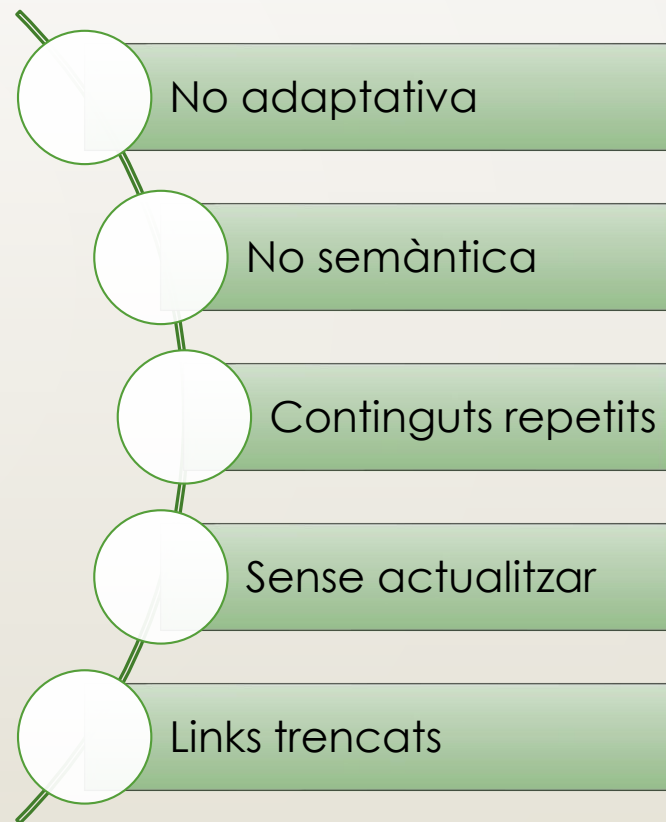 No adaptativa
No semàntica
Continguts repetits
Sense actualitzar
Links trencats